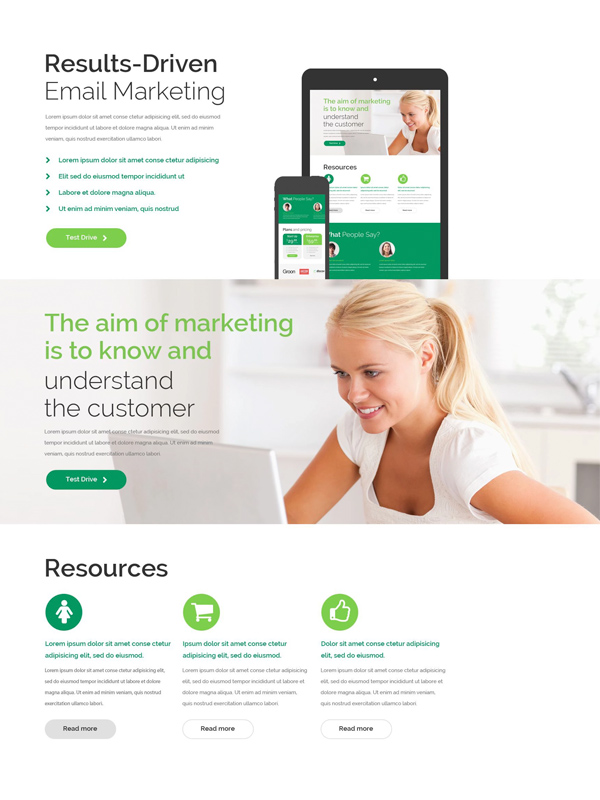 Results-Driven
Email Marketing
Lorem ipsum dolor sit amet, consectetur adipisicing elit, sed do eiusmod
tempor incididunt ut labore et dolore magna aliqua. Ut enim ad minim
veniam, quis nostrud exercitation ullamco labori
Lorem ipsum dolor sit amet conse ctetur adipisicing
Elit sed do eiusmod tempor incididunt ut
Labore et dolore magna aliqua.
Ut enim ad minim veniam, quis nostrud
Test Drive
The aim of marketing
is to know and
understand
the customer
Resources
What People Say?
What People Say?
Plans and pricing
The aim of marketing
is to know and
understand
the customer
Lorem ipsum dolor sit amet conse ctetur adipisicing elit, sed do eiusmod
tempor incididunt ut labore et dolore magna aliqua. Ut enim ad minim
veniam, quis nostrud exercitation ullamco labori
Test Drive
Resources
Lorem ipsum dolor sit amet conse ctetur
adipisicing elit, sed do eiusmod.
Lorem ipsum dolor sit amet conse ctetur adipisicing
elit, sed do eiusmod tempor incididunt ut labore et dolore
magna aliqua. Ut enim ad minim veniam, quis nostrud
exercitation ullamco labori
Read more
Ipsum dolor sit amet conse ctetur
adipisicing elit, sed do eiusmod.
Lorem ipsum dolor sit amet conse ctetur adipisicing
elit, sed do eiusmod tempor incididunt ut labore et dolore
magna aliqua. Ut enim ad minim veniam, quis nostrud
exercitation ullamco labori
Read more
Dolor sit amet conse ctetur adipisicing
elit, sed do eiusmod.
Lorem ipsum dolor sit amet conse ctetur adipisicing
elit, sed do eiusmod tempor incididunt ut labore et dolore
magna aliqua. Ut enim ad minim veniam, quis nostrud
exercitation ullamco labori
Read more